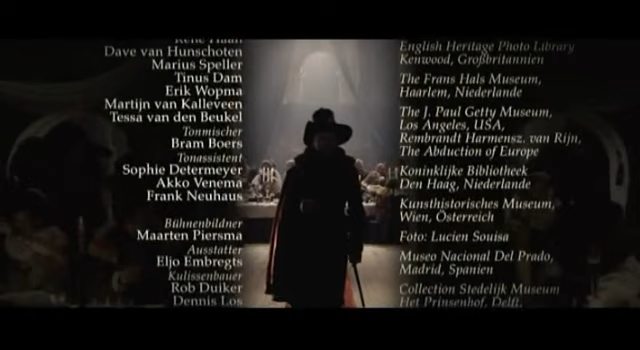 René Haan
Dave van Hunschoten
Marius Speller
Tinus Dam
Erik Wopma
Martijn van Kalleveen
Tessa van den Beukel
Tonmischer
Bram Boers
Tonassistent
Sophie Determeyer
Akko Venema
Frank Neuhaus
Bühnenbildner
Maarten Piersma
Ausstatter
Eljo Embregts
Kulissenbauer
Rob Duiker
Dennis Los
English Heritage Photo Library
Kenwood, Großbritannien
The Frans Hals Museum,
Haarlem, Niederlande
The J. Paul Getty Museum,
Los Angeles, USA,
Rembrandt Harmensz. van Rijn,
The Abduction of Europe
Koninklijke Bibliotheek
Den Haag, Niederlande
Kunsthistorisches Museum,
Wien, Österreich
Foto: Lucien Souisa
Museo Nacional Del Prado,
Madrid, Spanien
Collection Stedelijk Museum
Het Prinsenhof, Delft,